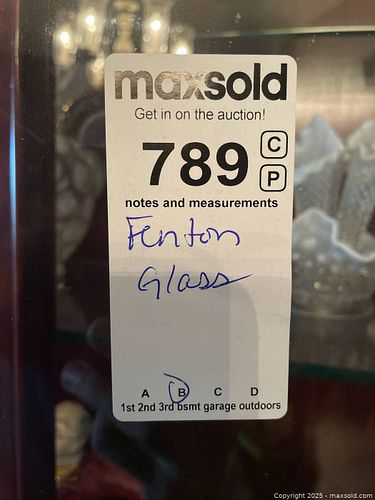 maxsold
Get in on the auction!
789 C
P
notes and measurements
Fenton
Glass
A B C D
1st 2nd 3rd bsmt garage outdoors
Copyright 2025 - maxsold.com